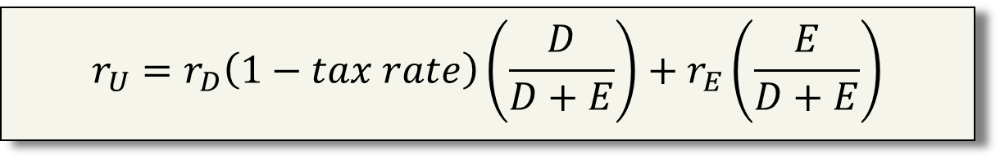 r_U = r_D(1 − tax rate) (D / (D + E)) + r_E (E / (D + E))